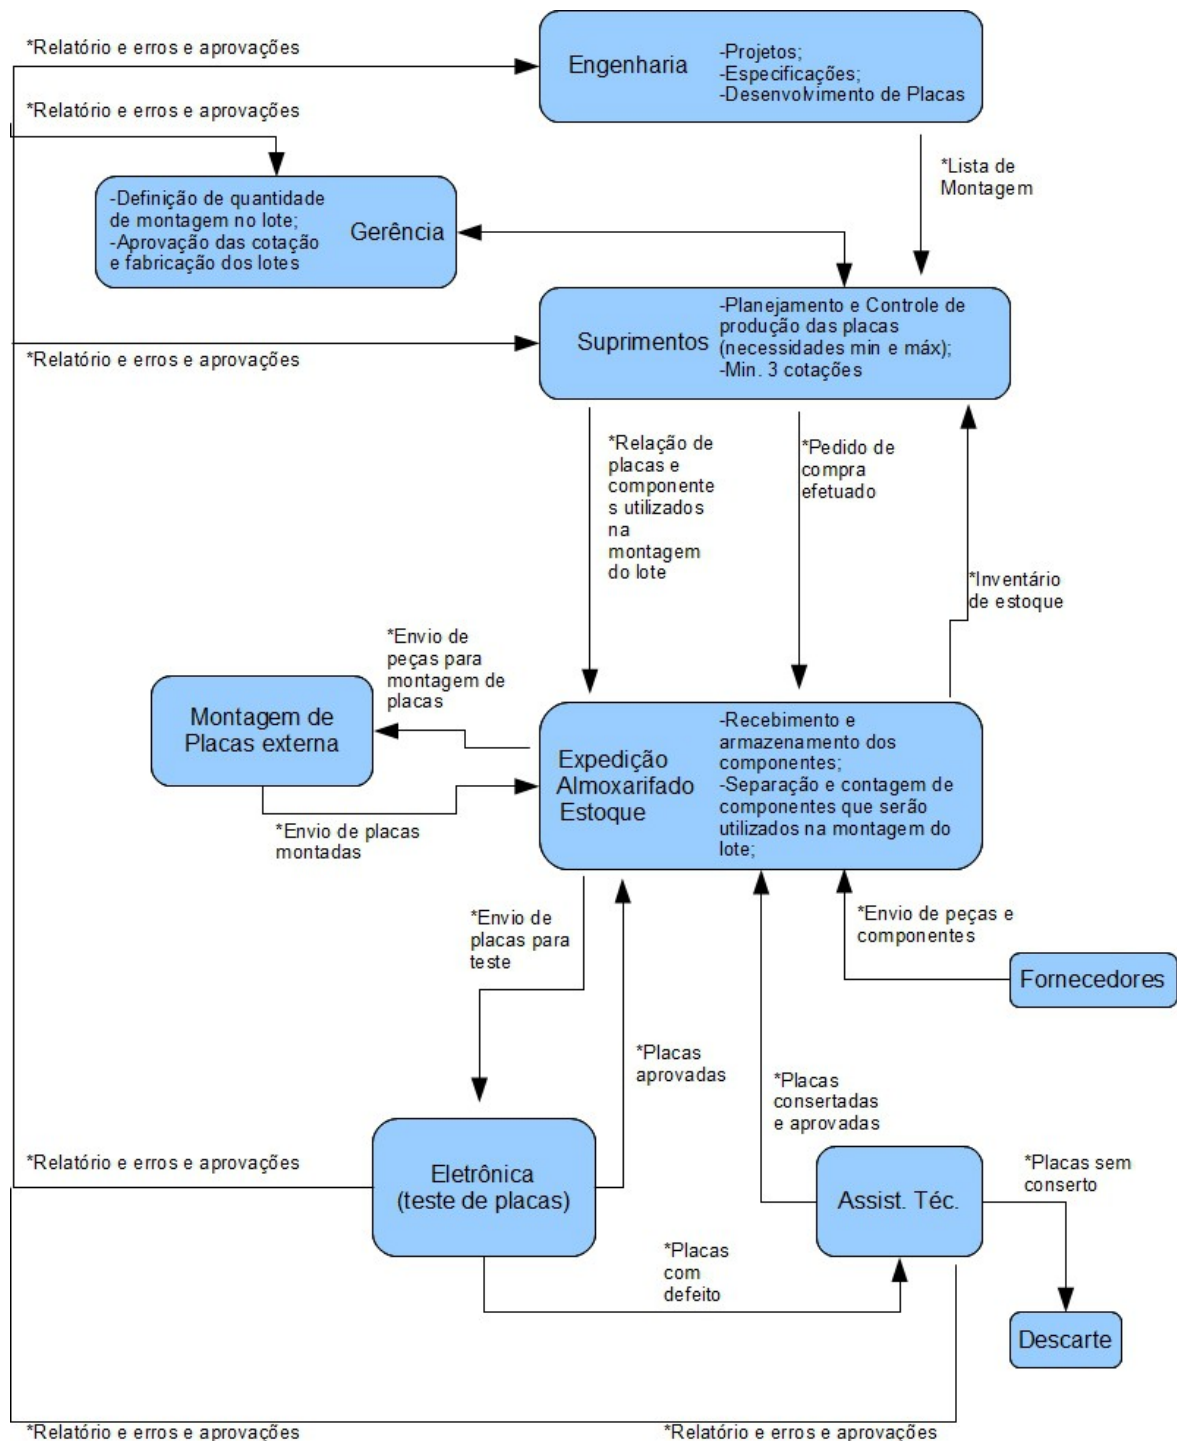 *Relatório e erros e aprovações
Engenharia
-Projetos;
-Especificações;
-Desenvolvimento de Placas
*Relatório e erros e aprovações
*Lista de
Montagem
-Definição de quantidade
de montagem no lote;
-Aprovação das cotação
e fabricação dos lotes
Gerência
Suprimentos
-Planejamento e Controle de
produção das placas
(necessidades min e máx);
-Min. 3 cotações
*Relatório e erros e aprovações
*Relação de
placas e
componente
s utilizados
na
montagem
do lote
*Pedido de
compra
efetuado
*Inventário
de estoque
*Envio de
peças para
montagem de
placas
Montagem de
Placas externa
*Envio de placas
montadas
Expedição
Almoxarifado
Estoque
-Recebimento e
armazenamento dos
componentes;
-Separação e contagem de
componentes que serão
utilizados na montagem do
lote;
*Envio de
placas para
teste
*Envio de peças e
componentes
Fornecedores
*Placas
aprovadas
*Placas
consertadas
e aprovadas
*Relatório e erros e aprovações
Eletrônica
(teste de placas)
Assist. Téc.
*Placas sem
conserto
*Placas
com
defeito
Descarte
*Relatório e erros e aprovações
*Relatório e erros e aprovações